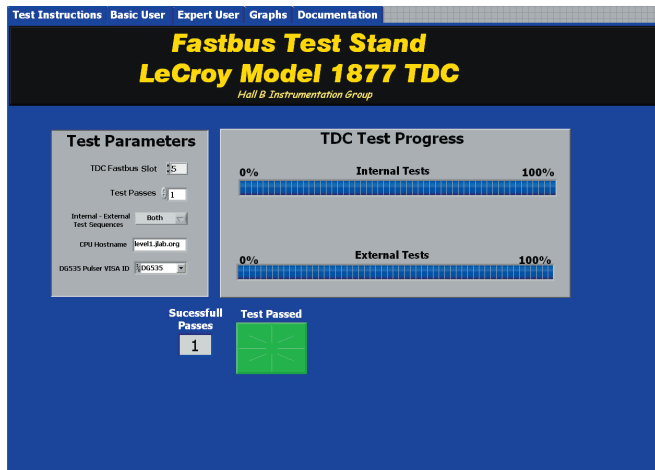 Test Instructions Basic User Expert User Graphs Documentation
Fastbus Test Stand
LeCroy Model 1877 TDC
Hall B Instrumentation Group
Test Parameters
TDC Fastbus Slot 5
Test Passes 1
Internal - External
Test Sequences
Both
CPU Hostname level1.jlab.org
DG535 Pulser VISA ID DG535
TDC Test Progress
0% Internal Tests 100%
0% External Tests 100%
Sucessfull
Passes
1
Test Passed